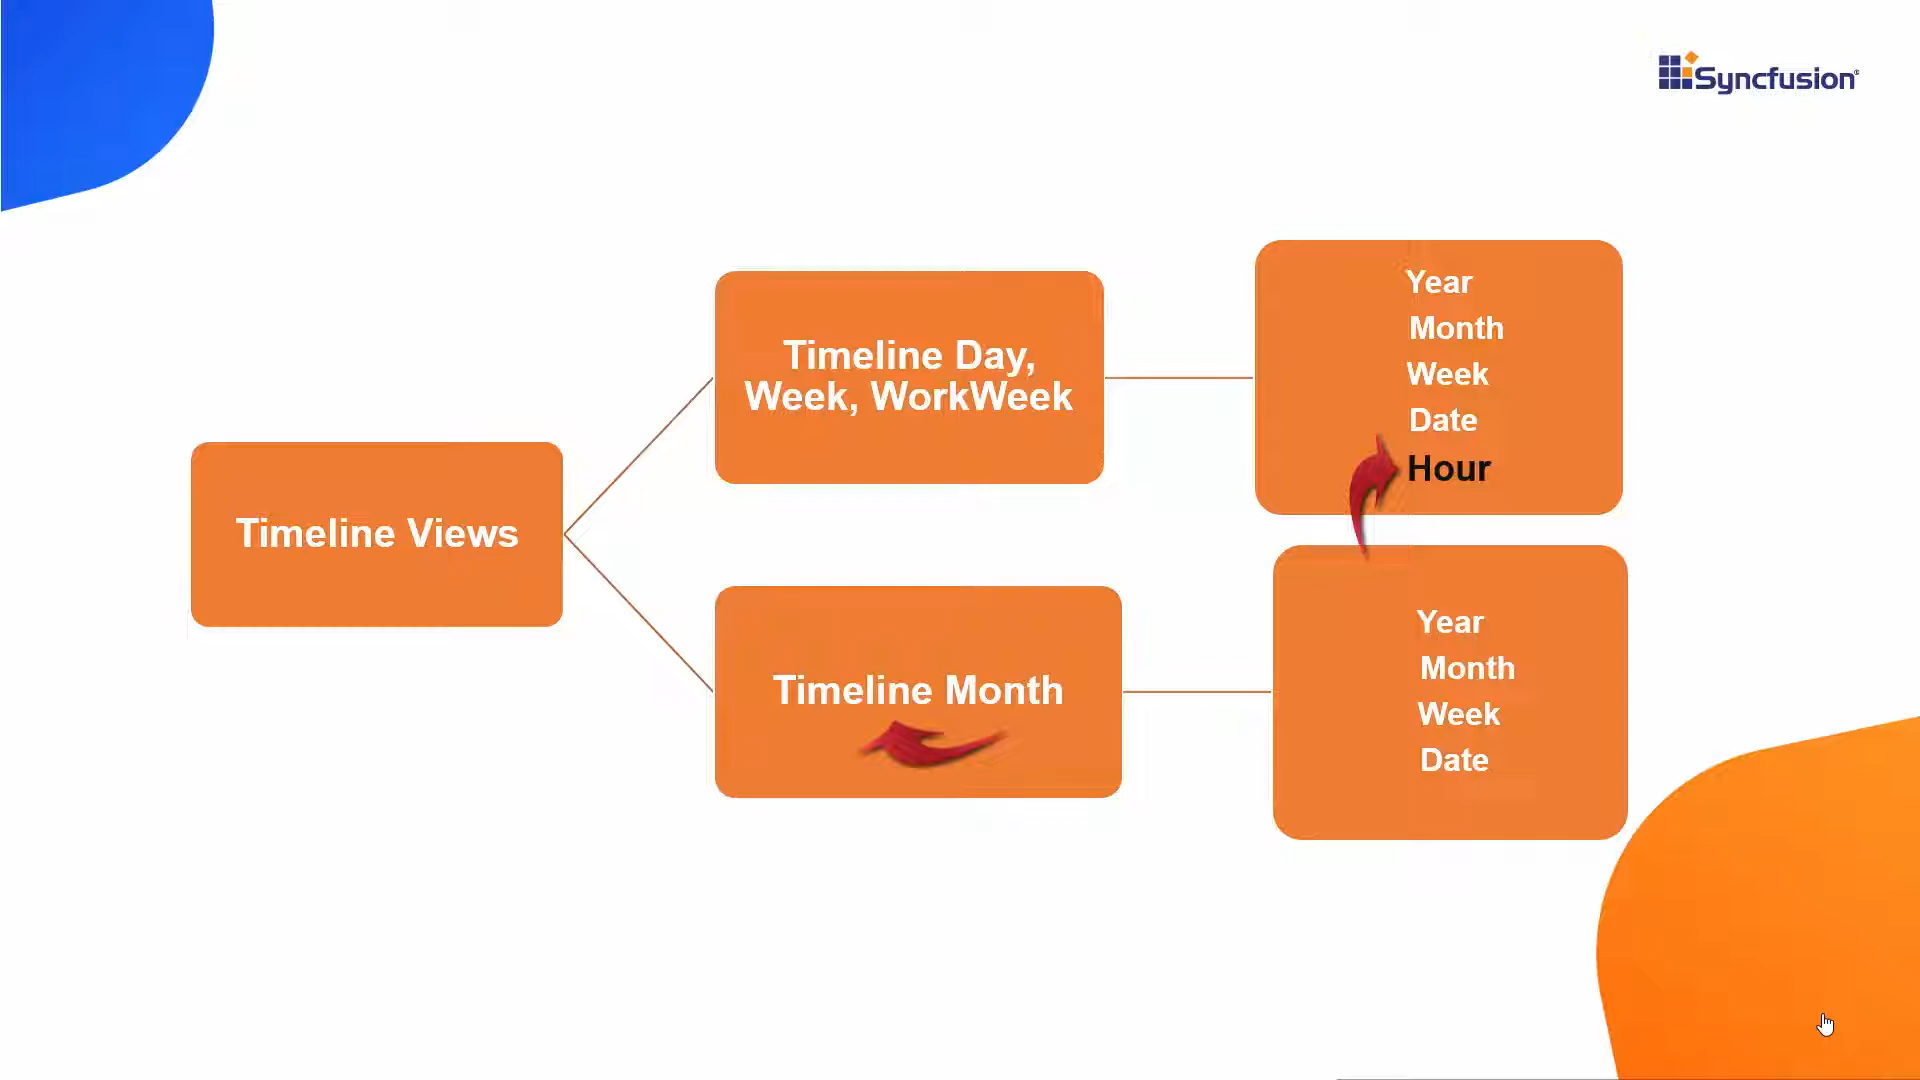 Syncfusion
Timeline Views
Timeline Day,
Week, WorkWeek
Year
Month
Week
Date
Hour
Timeline Month
Year
Month
Week
Date